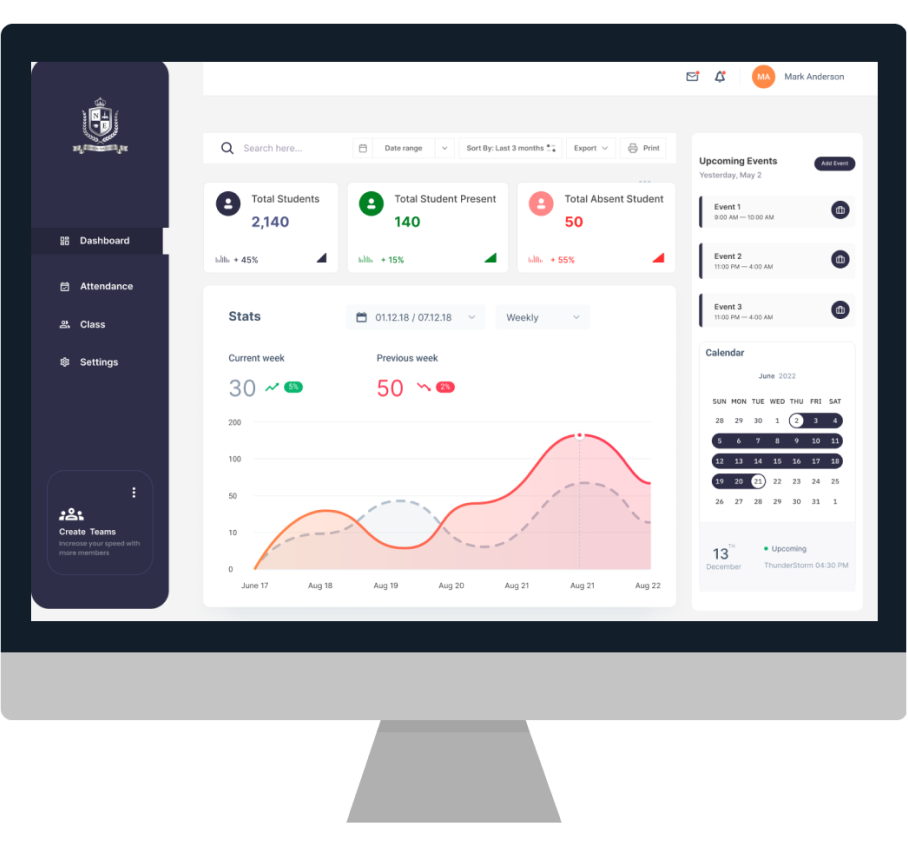 Mark Anderson
MA
N E
Search here...
Date range
Sort By: Last 3 months
Export
Print
Total Students
2,140
+ 45%
Total Student Present
140
+ 15%
Total Absent Student
50
+ 55%
Dashboard
Attendance
Class
Settings
Create Teams
Increase your speed with
more members
Stats
01.12.18 / 07.12.18
Weekly
Current week
30
5%
Previous week
50
2%
200
100
50
10
0
June 17 Aug 18 Aug 19 Aug 20 Aug 21 Aug 21 Aug 22
Upcoming Events
Add Event
Yesterday, May 2
Event 1
9:00 AM — 10:00 AM
Event 2
11:00 PM — 4:00 AM
Event 3
11:00 PM — 4:00 AM
Calendar
June 2022
SUN MON TUE WED THU FRI SAT
28 29 30 1 2 3 4
5 6 7 8 9 10 11
12 13 14 15 16 17 18
19 20 21 22 23 24 25
26 27 28 29 30 31 1
13TH
December
Upcoming
ThunderStorm 04:30 PM